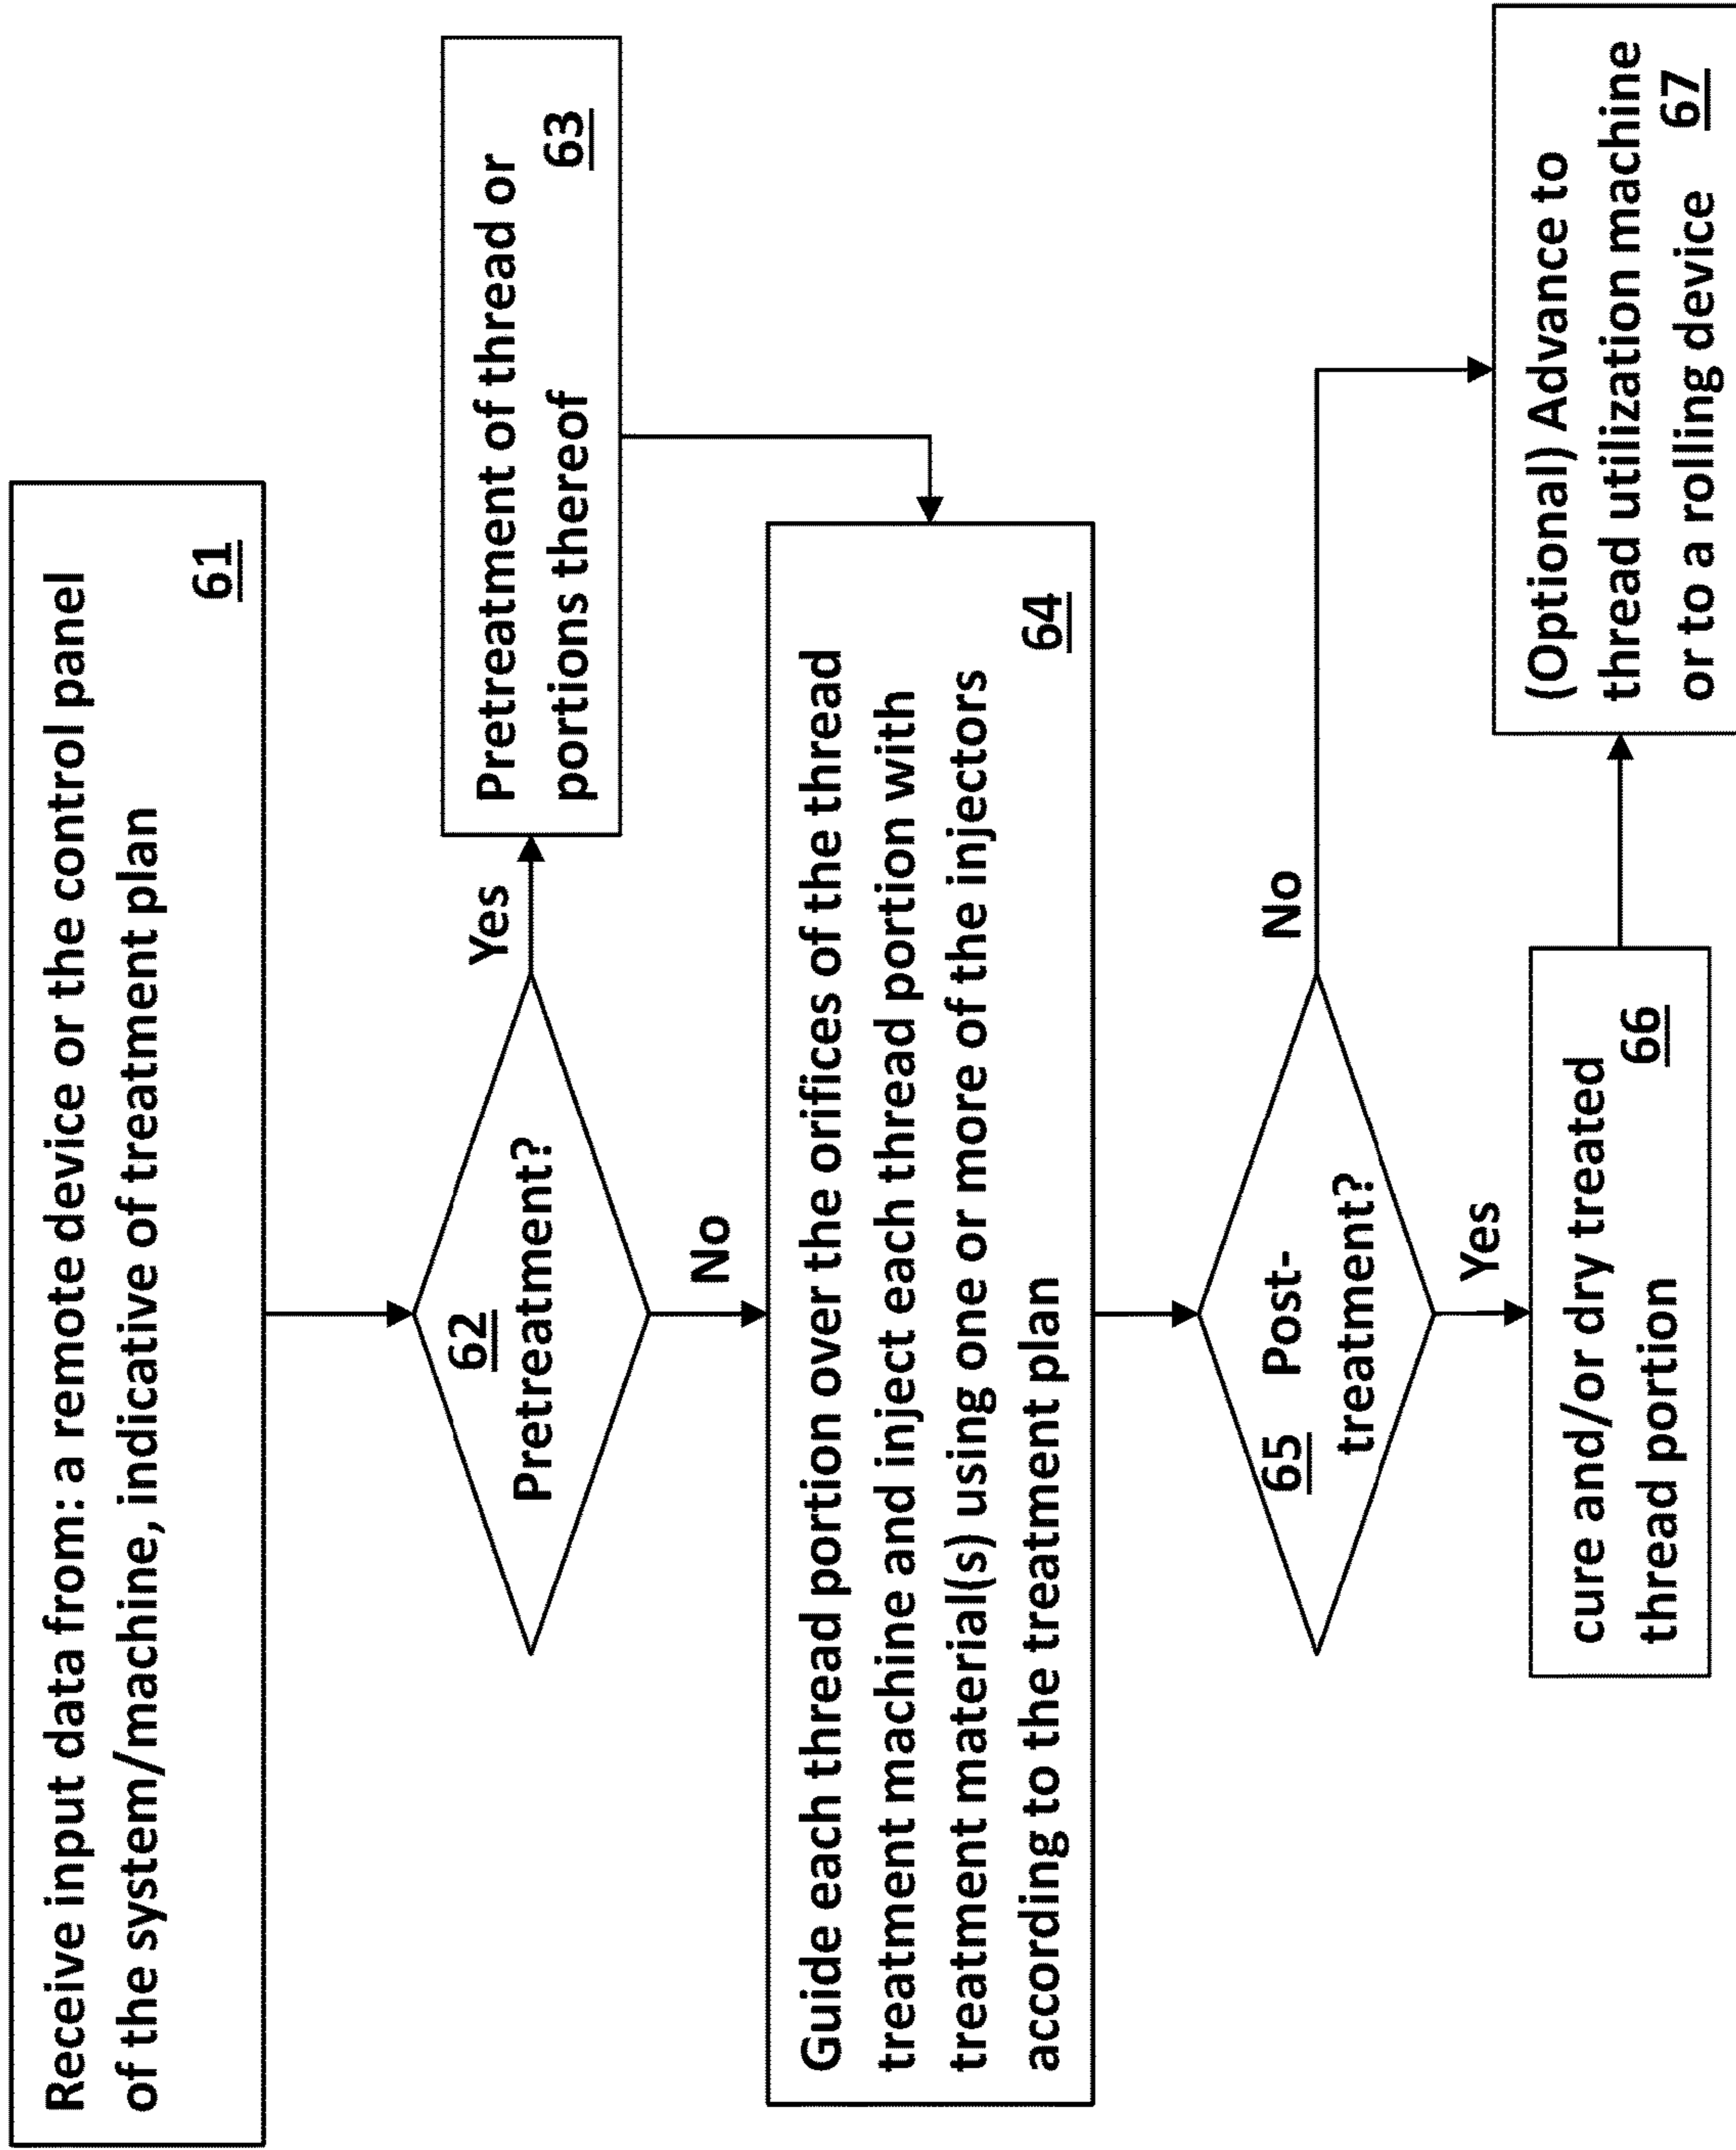 Receive input data from: a remote device or the control panel
of the system/machine, indicative of treatment plan
61
62
Pretreatment?
Yes
No
Pretreatment of thread or
portions thereof
63
Guide each thread portion over the orifices of the thread
treatment machine and inject each thread portion with
treatment material(s) using one or more of the injectors
according to the treatment plan
64
65 Post-
treatment?
No
Yes
cure and/or dry treated
thread portion
66
(Optional) Advance to
thread utilization machine
or to a rolling device 67